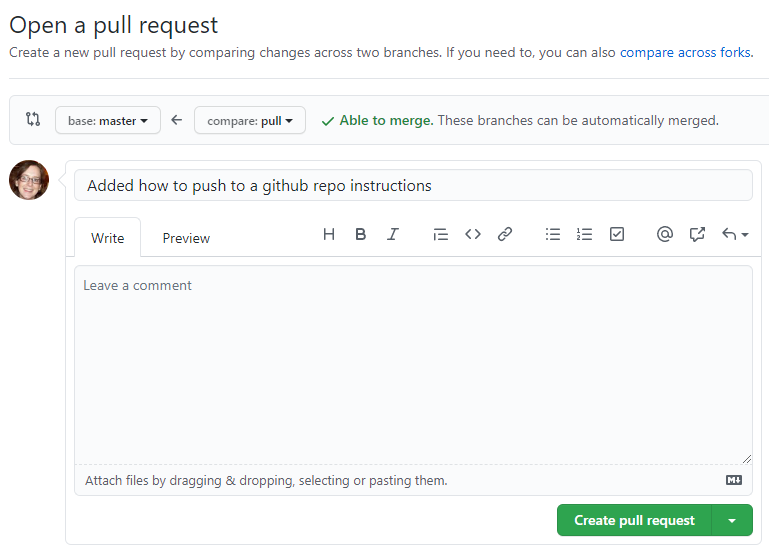 Open a pull request
Create a new pull request by comparing changes across two branches. If you need to, you can also compare across forks.
base: master compare: pull Able to merge. These branches can be automatically merged.
Added how to push to a github repo instructions
Write Preview H B I
Leave a comment
Attach files by dragging & dropping, selecting or pasting them.
Create pull request